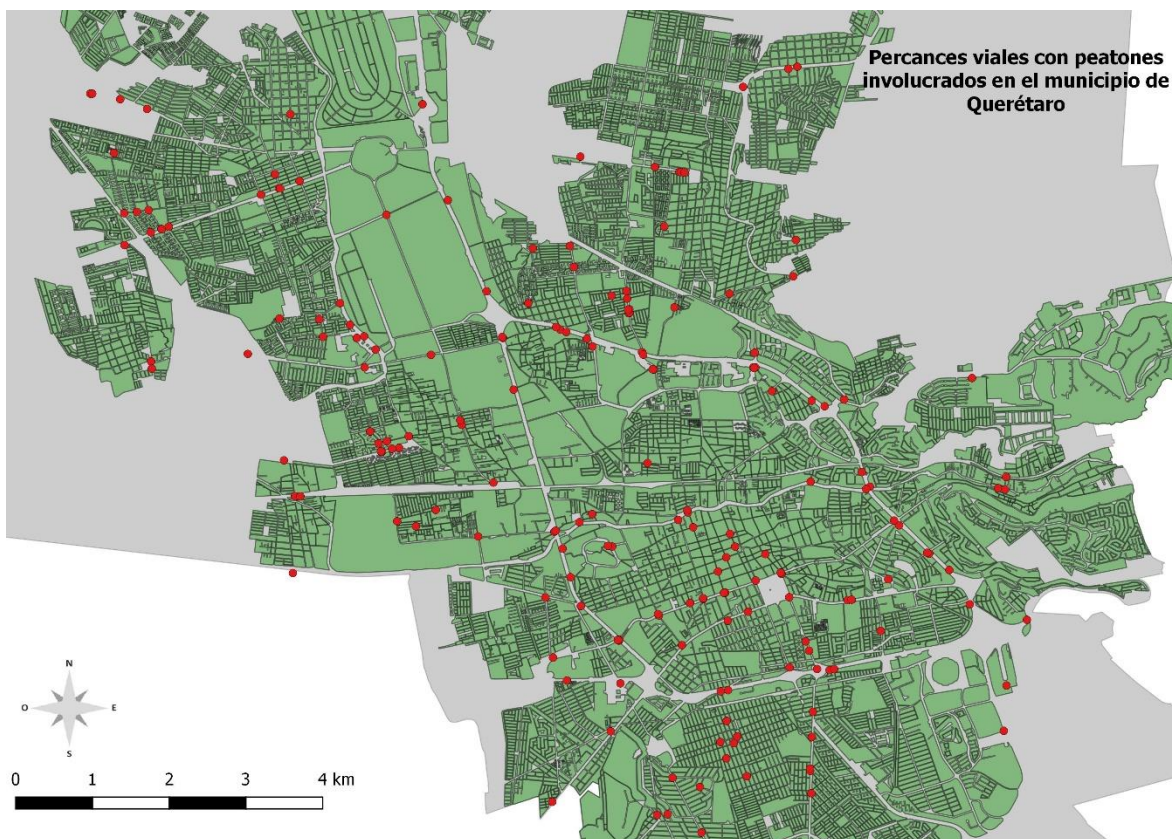 Percances viales con peatones
involucrados en el municipio de
Querétaro
N
O E
S
0 1 2 3 4 km